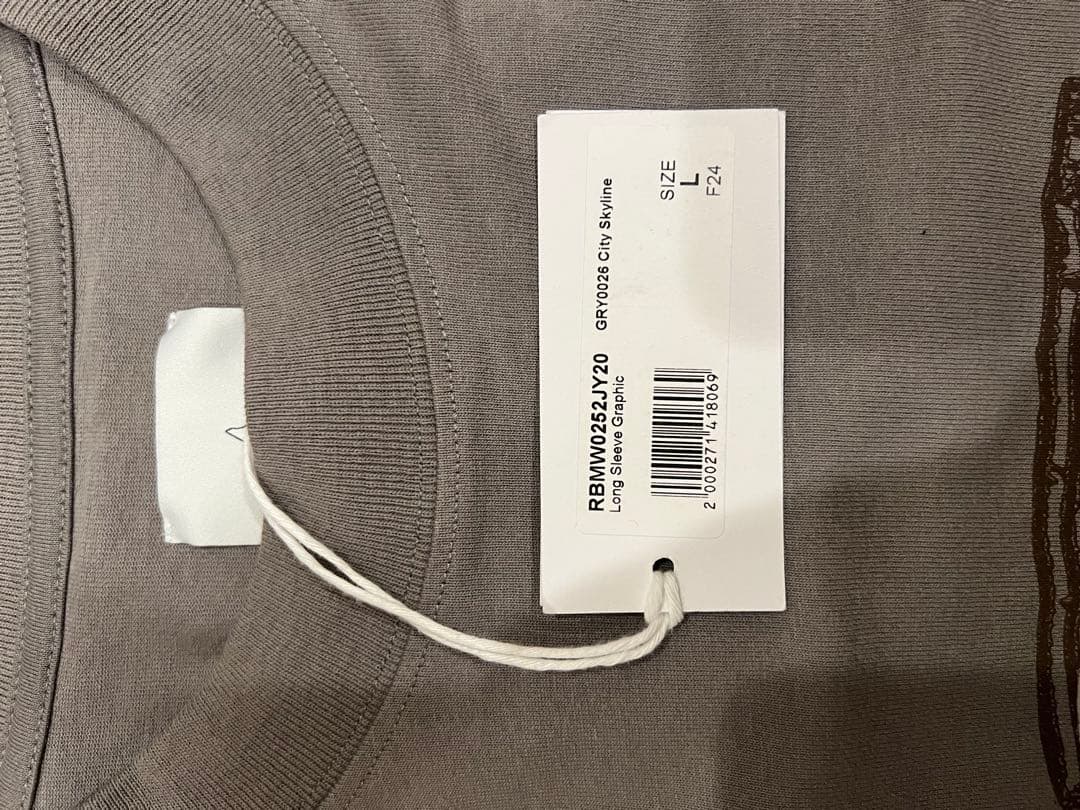 RBMW0252JY20
Long Sleeve Graphic
GRY0026 City Skyline
2 000271 418069
SIZE
L
F24